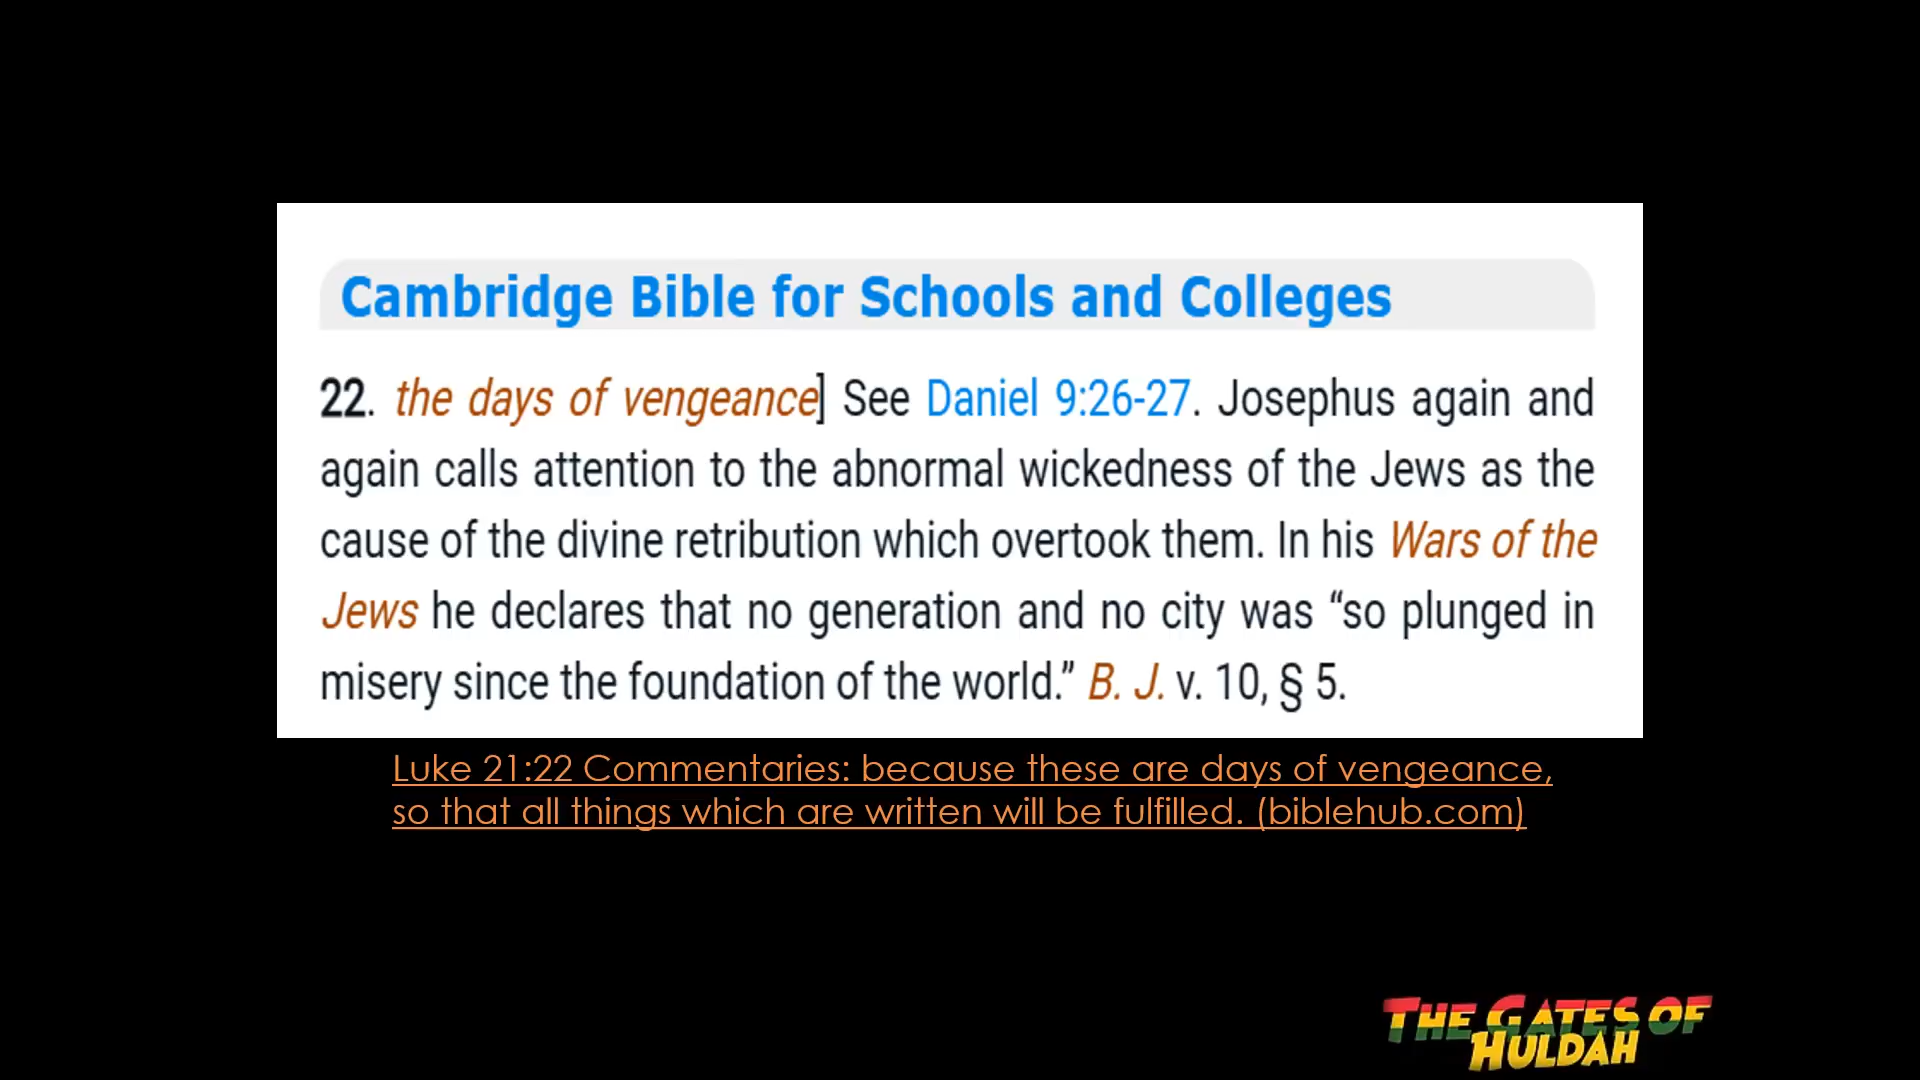 Cambridge Bible for Schools and Colleges
22. the days of vengeance] See Daniel 9:26-27. Josephus again and
again calls attention to the abnormal wickedness of the Jews as the
cause of the divine retribution which overtook them. In his Wars of the
Jews he declares that no generation and no city was “so plunged in
misery since the foundation of the world.” B. J. v. 10, § 5.
Luke 21:22 Commentaries: because these are days of vengeance,
so that all things which are written will be fulfilled. (biblehub.com)
THE GATES OF
HULDAH